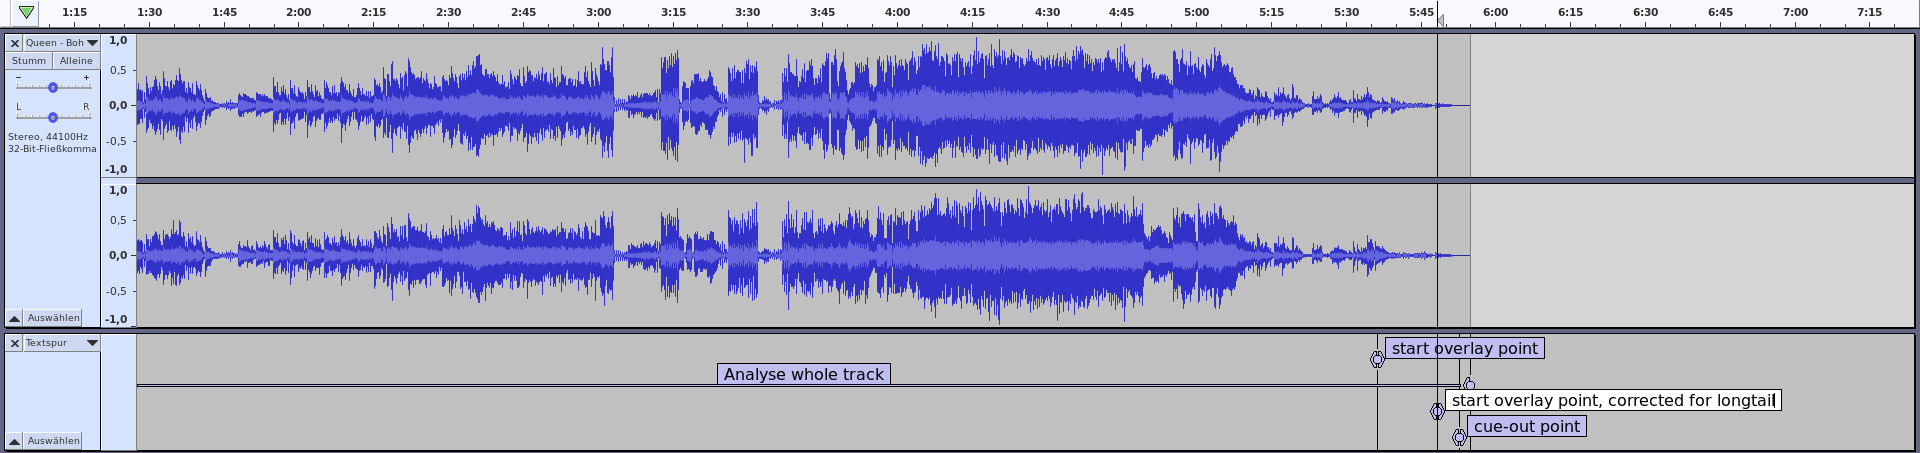 1:15 1:30 1:45 2:00 2:15 2:30 2:45 3:00 3:15 3:30 3:45 4:00 4:15 4:30 4:45 5:00 5:15 5:30 5:45 6:00 6:15 6:30 6:45 7:00 7:15
Queen - Boh
Stumm Alleine
- +
L R
Stereo, 44100Hz
32-Bit-Fließkomma
Auswählen
1,0
0,5
0,0
-0,5
-1,0
1,0
0,5
0,0
-0,5
-1,0
Textspur
Auswählen
start overlay point
Analyse whole track
start overlay point, corrected for longtail
cue-out point